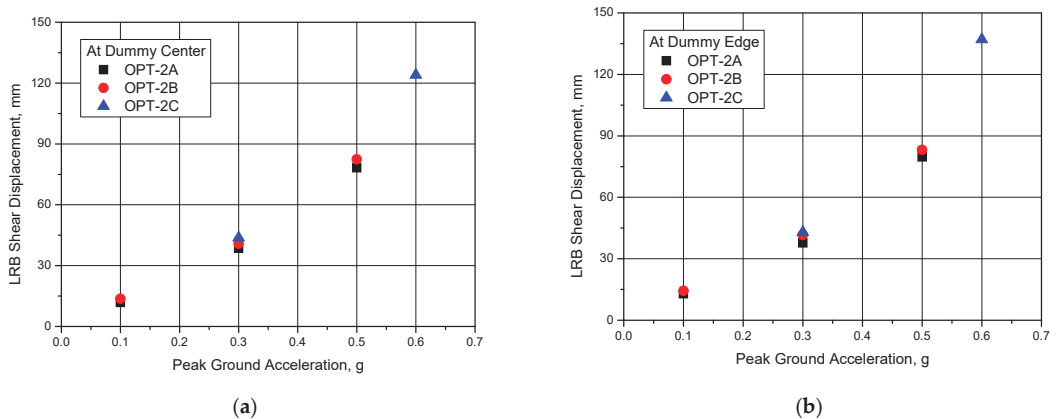 At Dummy Center
OPT-2A
OPT-2B
OPT-2C
LRB Shear Displacement, mm
150
120
90
60
30
0
0.0 0.1 0.2 0.3 0.4 0.5 0.6 0.7
Peak Ground Acceleration, g
(a)
At Dummy Edge
OPT-2A
OPT-2B
OPT-2C
LRB Shear Displacement, mm
150
120
90
60
30
0
0.0 0.1 0.2 0.3 0.4 0.5 0.6 0.7
Peak Ground Acceleration, g
(b)